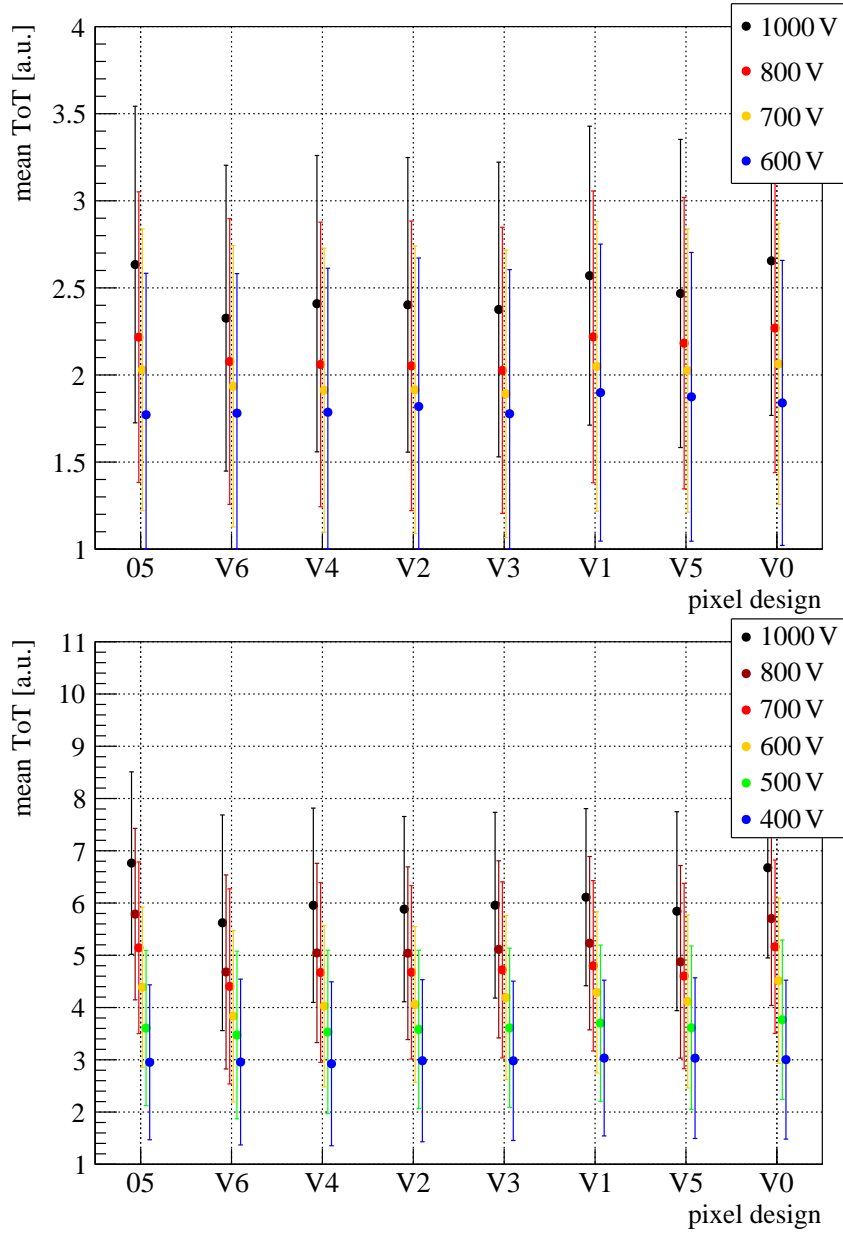 mean ToT [a.u.]
4
3.5
3
2.5
2
1.5
1
1000 V
800 V
700 V
600 V
05 V6 V4 V2 V3 V1 V5 V0
pixel design
mean ToT [a.u.]
11
10
9
8
7
6
5
4
3
2
1
1000 V
800 V
700 V
600 V
500 V
400 V
05 V6 V4 V2 V3 V1 V5 V0
pixel design